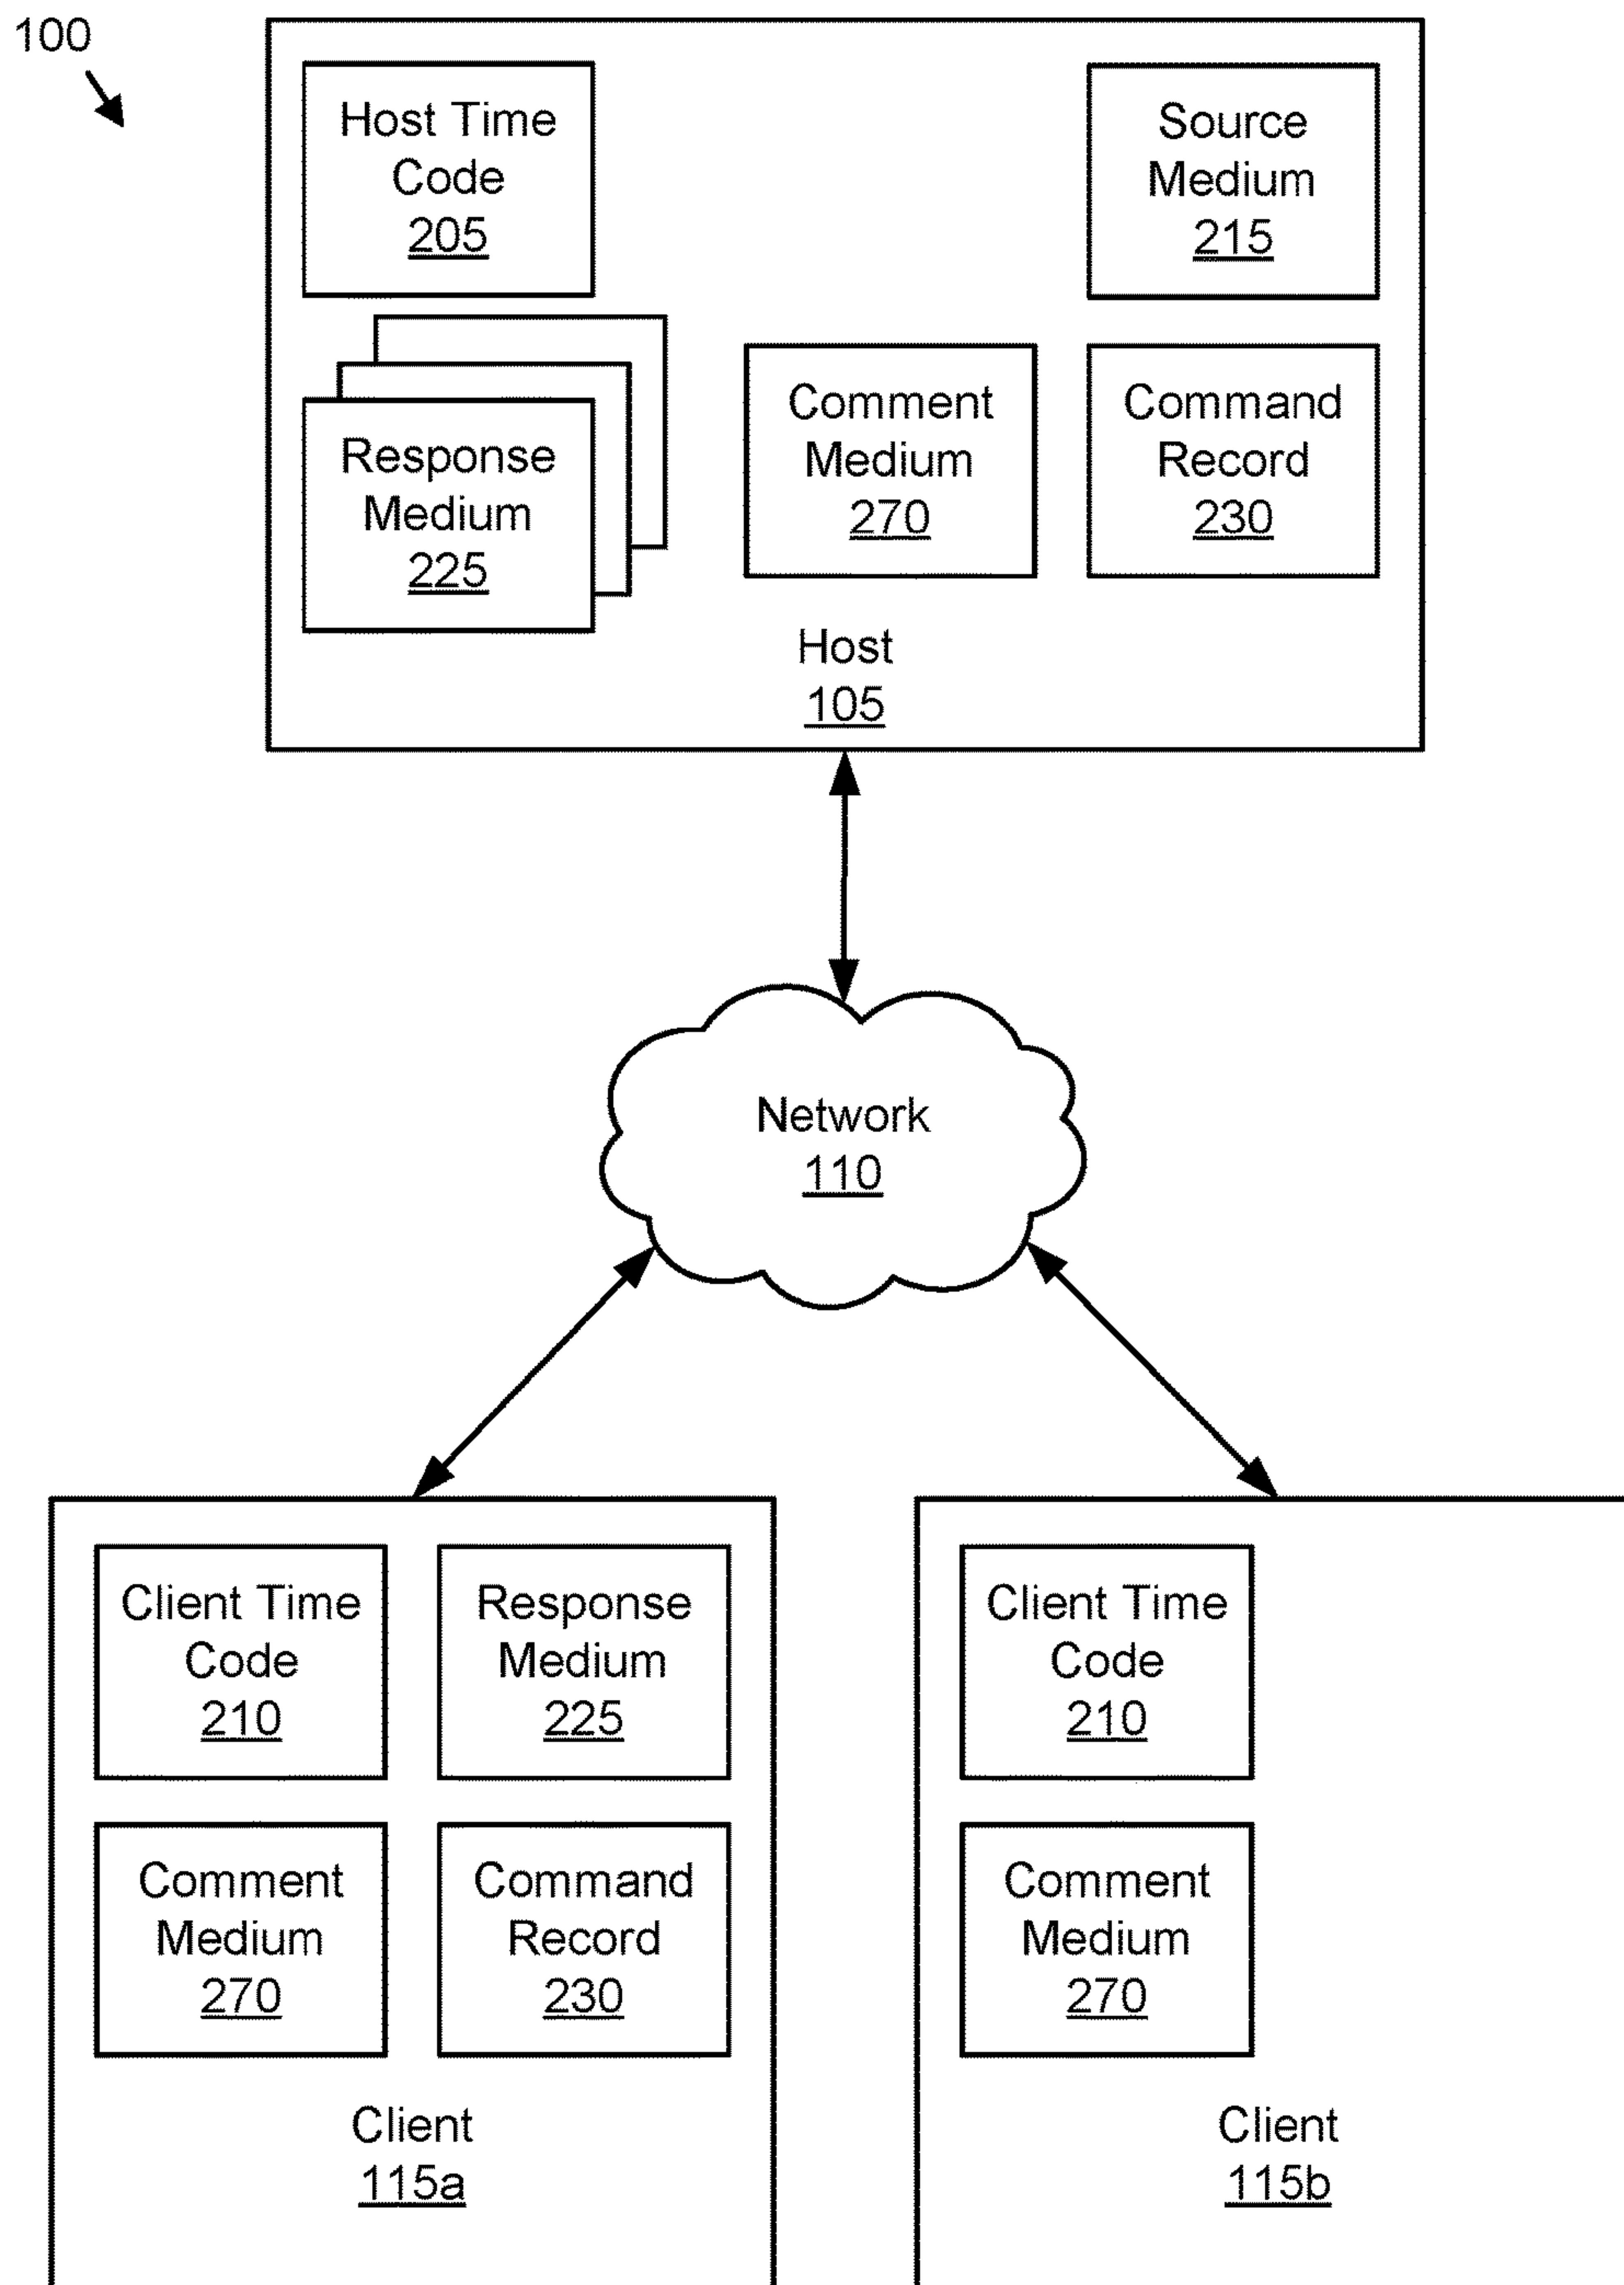 100
Host Time
Code
205
Source
Medium
215
Response
Medium
225
Comment
Medium
270
Command
Record
230
Host
105
Network
110
Client Time
Code
210
Response
Medium
225
Comment
Medium
270
Command
Record
230
Client
115a
Client Time
Code
210
Comment
Medium
270
Client
115b